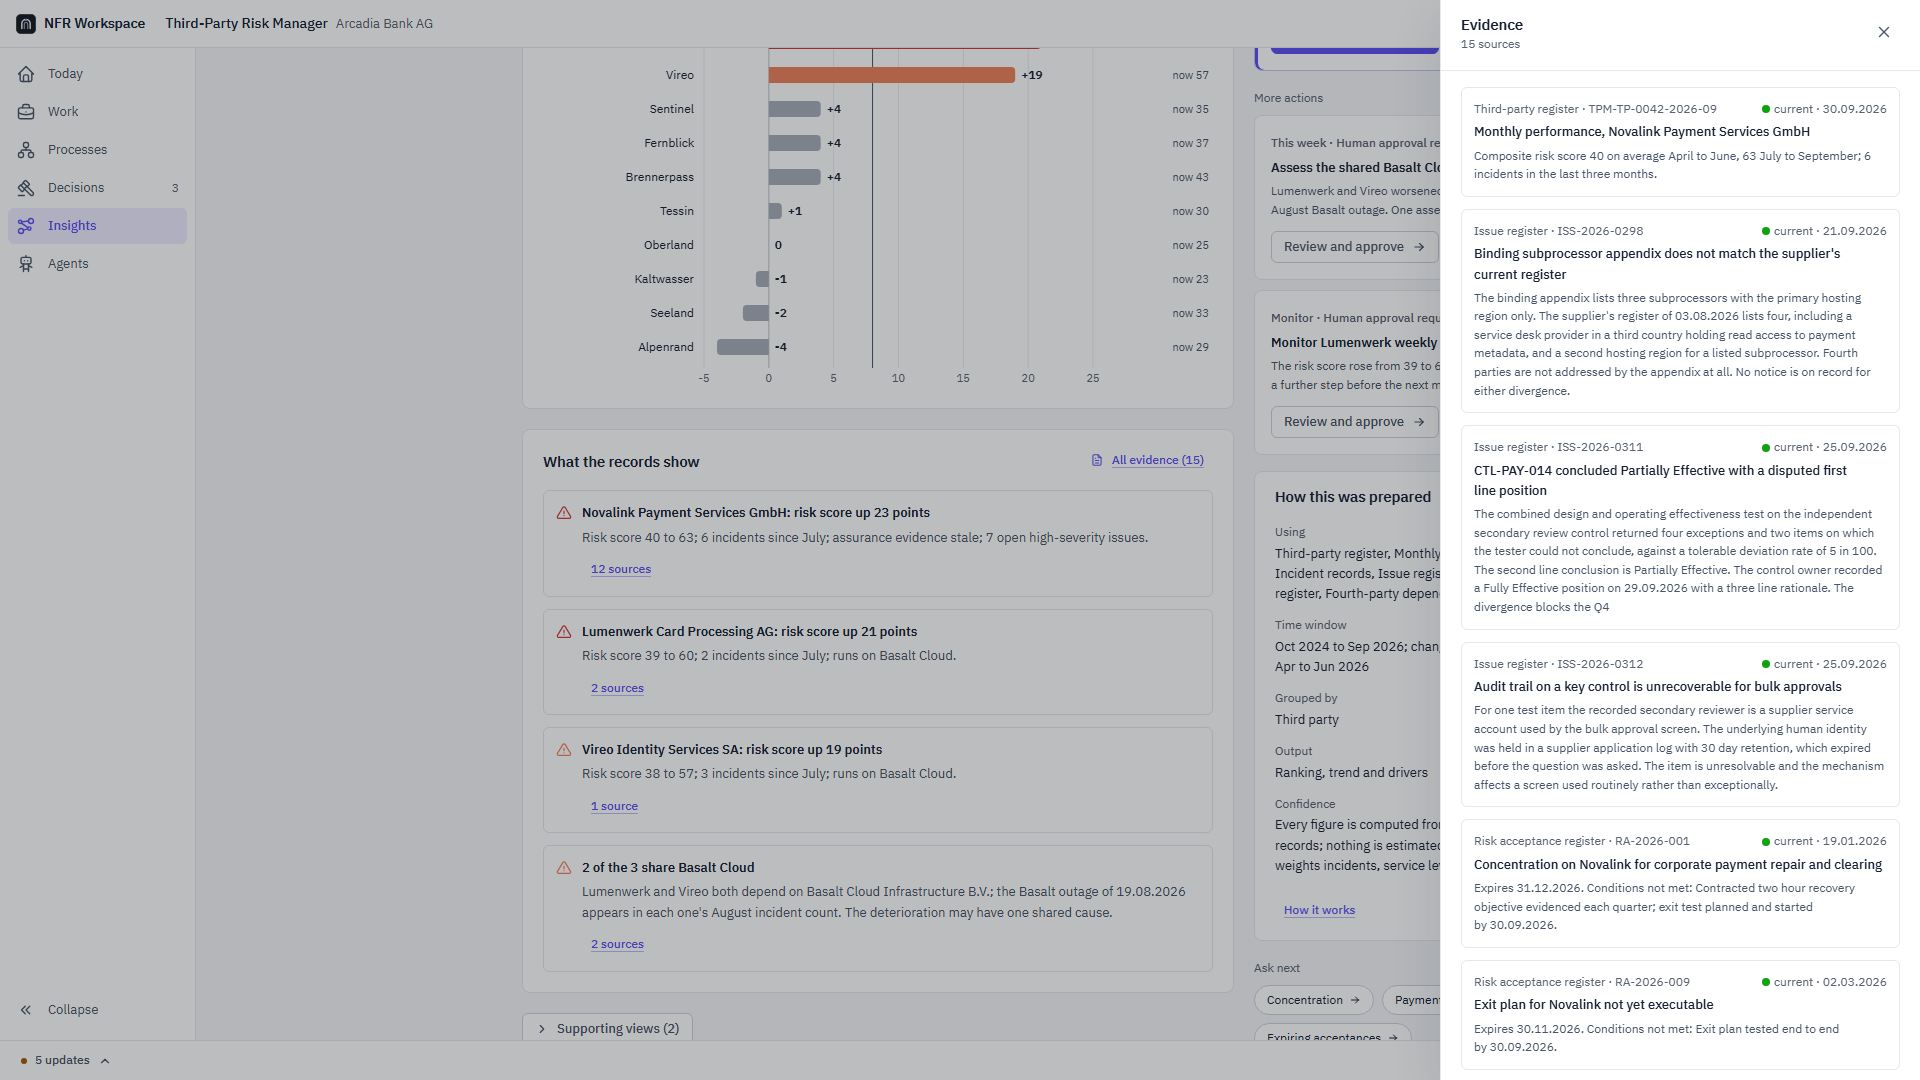 NFR Workspace
Third-Party Risk Manager
Arcadia Bank AG
Today
Work
Processes
Decisions
3
Insights
Agents
Collapse
5 updates
Vireo
+19
now 57
Sentinel
+4
now 35
Fernblick
+4
now 37
Brennerpass
+4
now 43
Tessin
+1
now 30
Oberland
0
now 25
Kaltwasser
-1
now 23
Seeland
-2
now 33
Alpenrand
-4
now 29
-5
0
5
10
15
20
25
What the records show
All evidence (15)
Novalink Payment Services GmbH: risk score up 23 points
Risk score 40 to 63; 6 incidents since July; assurance evidence stale; 7 open high-severity issues.
12 sources
Lumenwerk Card Processing AG: risk score up 21 points
Risk score 39 to 60; 2 incidents since July; runs on Basalt Cloud.
2 sources
Vireo Identity Services SA: risk score up 19 points
Risk score 38 to 57; 3 incidents since July; runs on Basalt Cloud.
1 source
2 of the 3 share Basalt Cloud
Lumenwerk and Vireo both depend on Basalt Cloud Infrastructure B.V.; the Basalt outage of 19.08.2026
appears in each one's August incident count. The deterioration may have one shared cause.
2 sources
Supporting views (2)
More actions
This week · Human approval re
Assess the shared Basalt Clo
Lumenwerk and Vireo worsened
August Basalt outage. One asse
Review and approve
Monitor · Human approval requ
Monitor Lumenwerk weekly
The risk score rose from 39 to 6
a further step before the next m
Review and approve
How this was prepared
Using
Third-party register, Monthly
Incident records, Issue regis
register, Fourth-party depen
Time window
Oct 2024 to Sep 2026; chan
Apr to Jun 2026
Grouped by
Third party
Output
Ranking, trend and drivers
Confidence
Every figure is computed fro
records; nothing is estimated
weights incidents, service le
How it works
Ask next
Concentration
Payment
Expiring acceptances
Evidence
15 sources
Third-party register · TPM-TP-0042-2026-09
current · 30.09.2026
Monthly performance, Novalink Payment Services GmbH
Composite risk score 40 on average April to June, 63 July to September; 6
incidents in the last three months.
Issue register · ISS-2026-0298
current · 21.09.2026
Binding subprocessor appendix does not match the supplier's
current register
The binding appendix lists three subprocessors with the primary hosting
region only. The supplier's register of 03.08.2026 lists four, including a
service desk provider in a third country holding read access to payment
metadata, and a second hosting region for a listed subprocessor. Fourth
parties are not addressed by the appendix at all. No notice is on record for
either divergence.
Issue register · ISS-2026-0311
current · 25.09.2026
CTL-PAY-014 concluded Partially Effective with a disputed first
line position
The combined design and operating effectiveness test on the independent
secondary review control returned four exceptions and two items on which
the tester could not conclude, against a tolerable deviation rate of 5 in 100.
The second line conclusion is Partially Effective. The control owner recorded
a Fully Effective position on 29.09.2026 with a three line rationale. The
divergence blocks the Q4
Issue register · ISS-2026-0312
current · 25.09.2026
Audit trail on a key control is unrecoverable for bulk approvals
For one test item the recorded secondary reviewer is a supplier service
account used by the bulk approval screen. The underlying human identity
was held in a supplier application log with 30 day retention, which expired
before the question was asked. The item is unresolvable and the mechanism
affects a screen used routinely rather than exceptionally.
Risk acceptance register · RA-2026-001
current · 19.01.2026
Concentration on Novalink for corporate payment repair and clearing
Expires 31.12.2026. Conditions not met: Contracted two hour recovery
objective evidenced each quarter; exit test planned and started
by 30.09.2026.
Risk acceptance register · RA-2026-009
current · 02.03.2026
Exit plan for Novalink not yet executable
Expires 30.11.2026. Conditions not met: Exit plan tested end to end
by 30.09.2026.